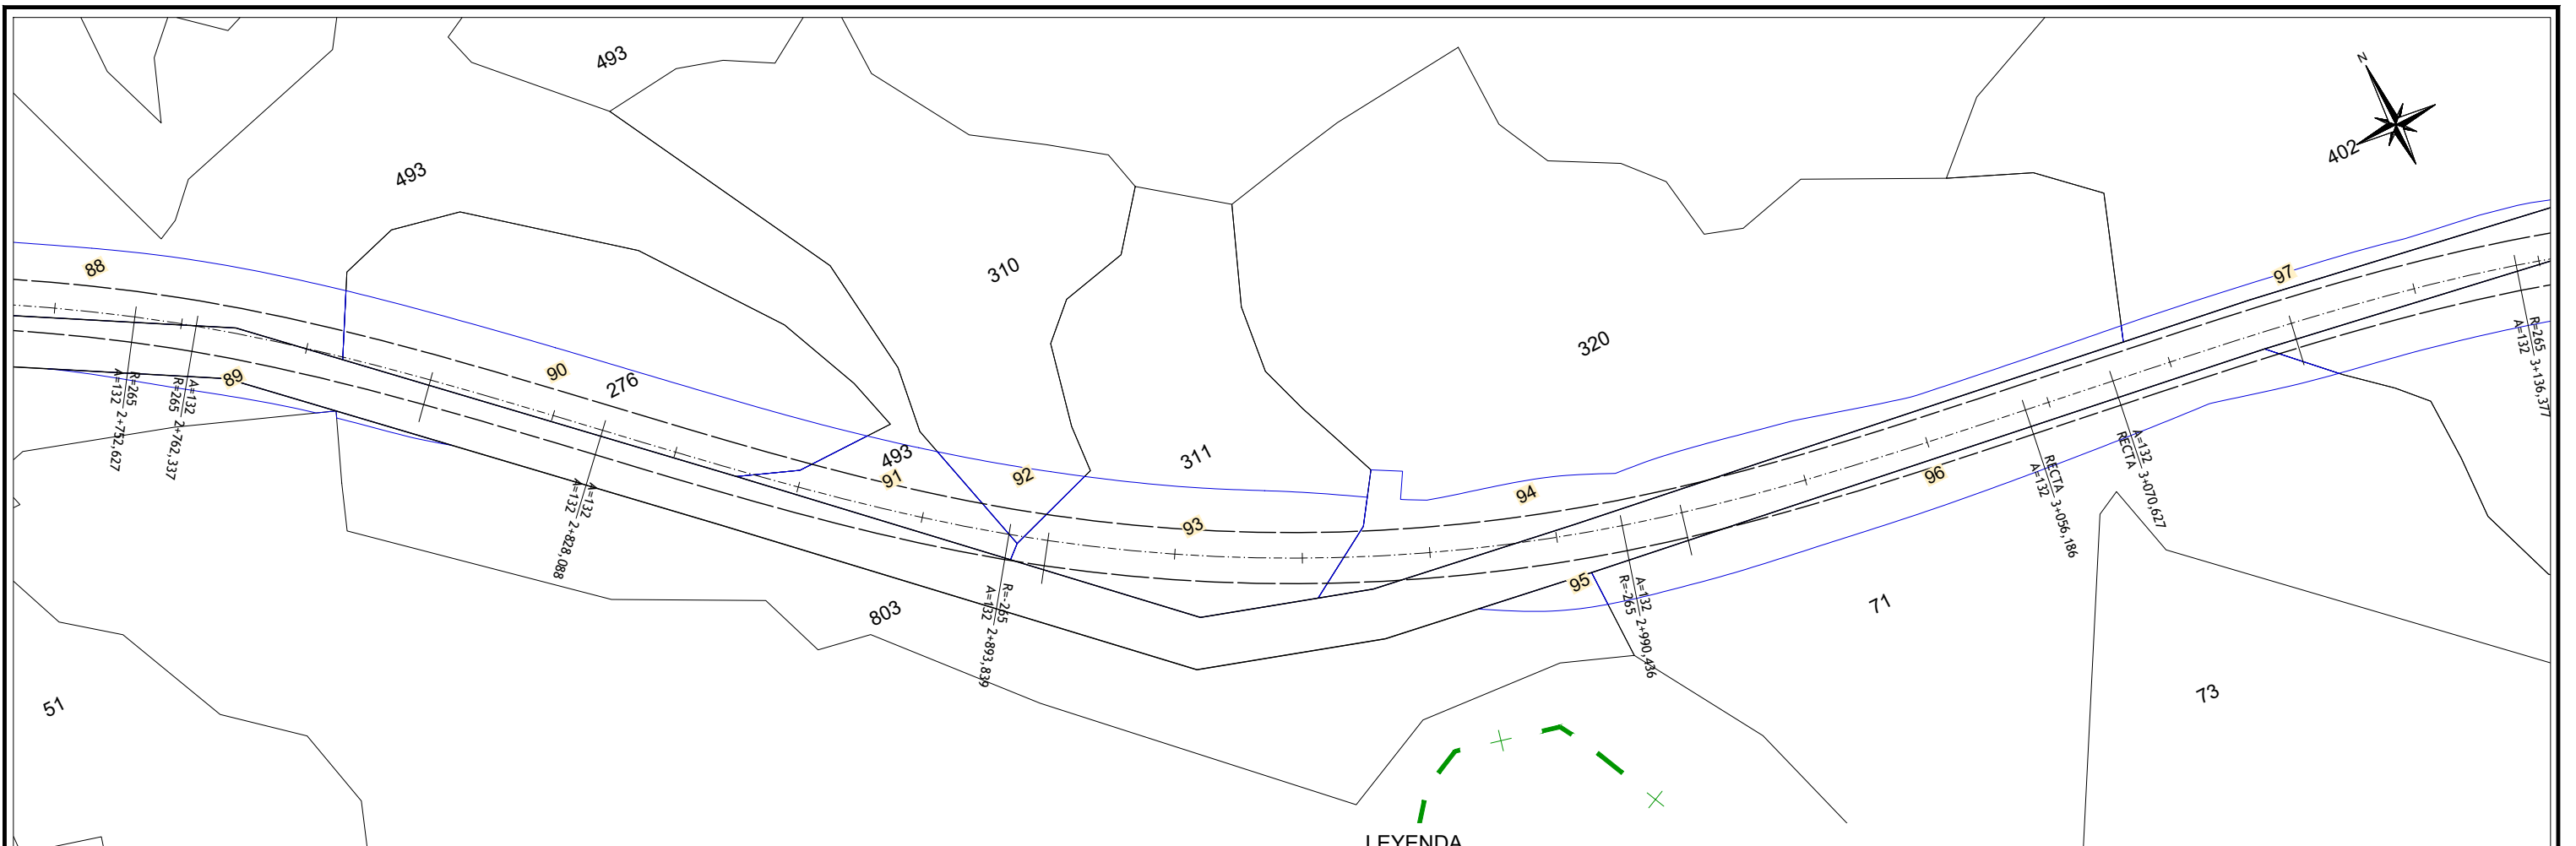 493
N
402
493
88
310
97
320
R=265
A=132 3+136,377
90
276
89
R=265
A=132 2+752,627
A=132
R=265 2+762,337
493
91
311
92
94
96
93
A=132
A=132 2+828,088
RECTA
A=132 3+056,186
A=132
RECTA 3+070,627
R=-265
A=132 2+893,839
A=132
R=-265 2+990,436
95
803
71
51
73
LEYENDA